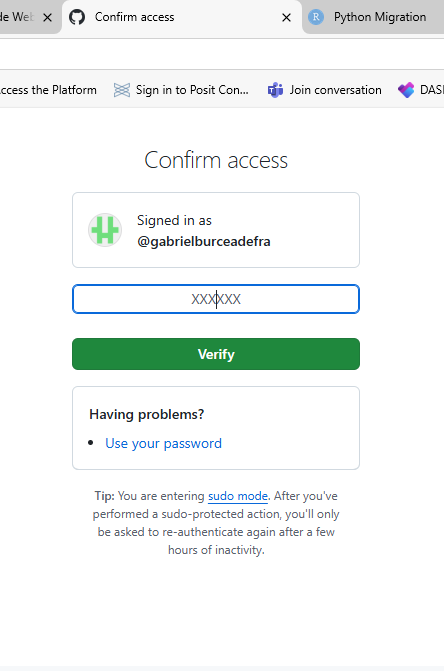 de Web
Confirm access
R Python Migration
ccess the Platform
Sign in to Posit Con...
Join conversation
DASH
Confirm access
Signed in as
@gabrielburceadefra
XXXXXX
Verify
Having problems?
Use your password
Tip: You are entering sudo mode. After you've
performed a sudo-protected action, you'll only
be asked to re-authenticate again after a few
hours of inactivity.